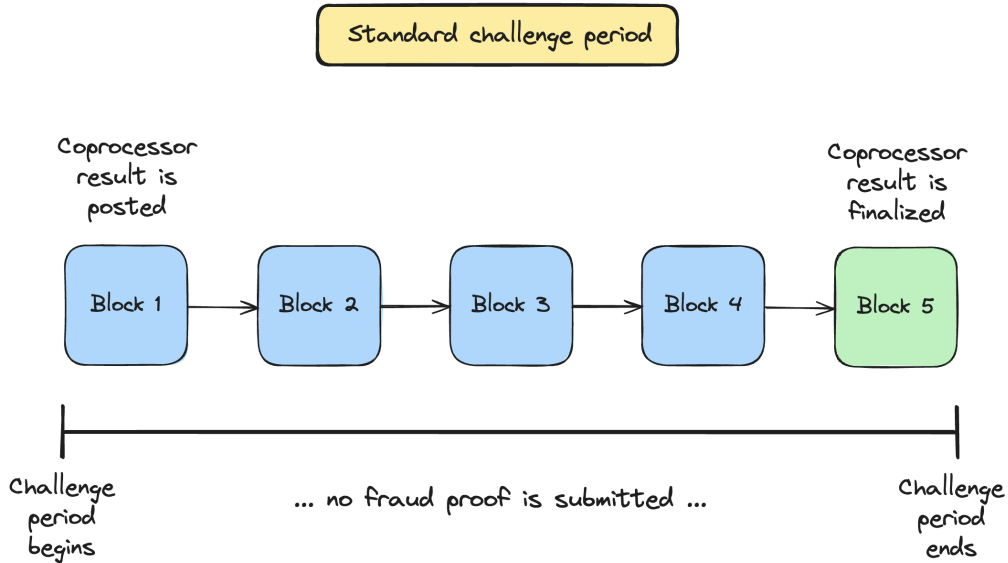 Standard challenge period
Coprocessor
result is
posted
Coprocessor
result is
finalized
Block 1
Block 2
Block 3
Block 4
Block 5
Challenge
period
begins
... no fraud proof is submitted ...
Challenge
period
ends